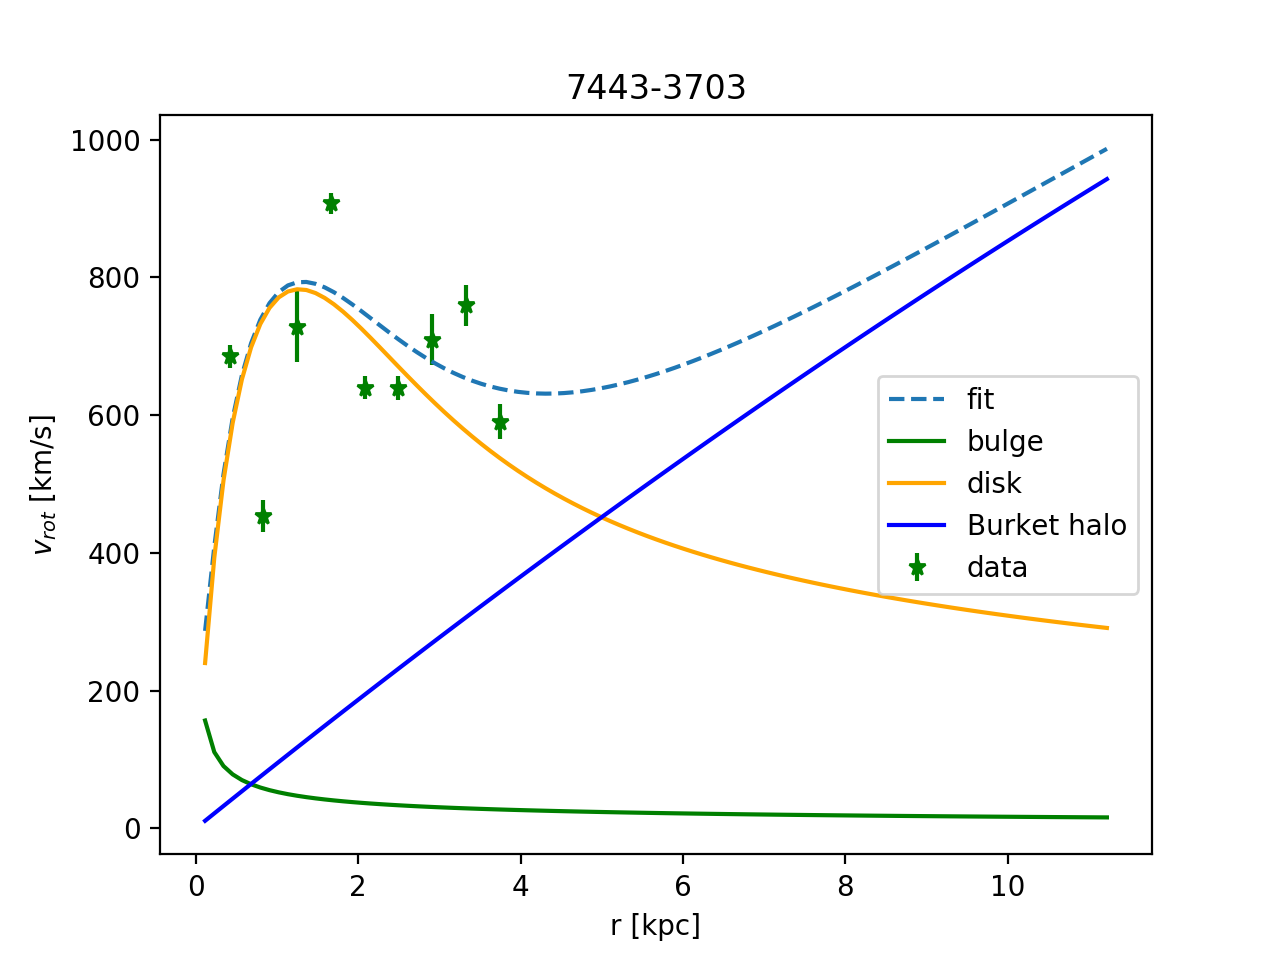 7443-3703
1000
800
600
400
200
0
v_rot [km/s]
0 2 4 6 8 10
r [kpc]
fit
bulge
disk
Burket halo
data